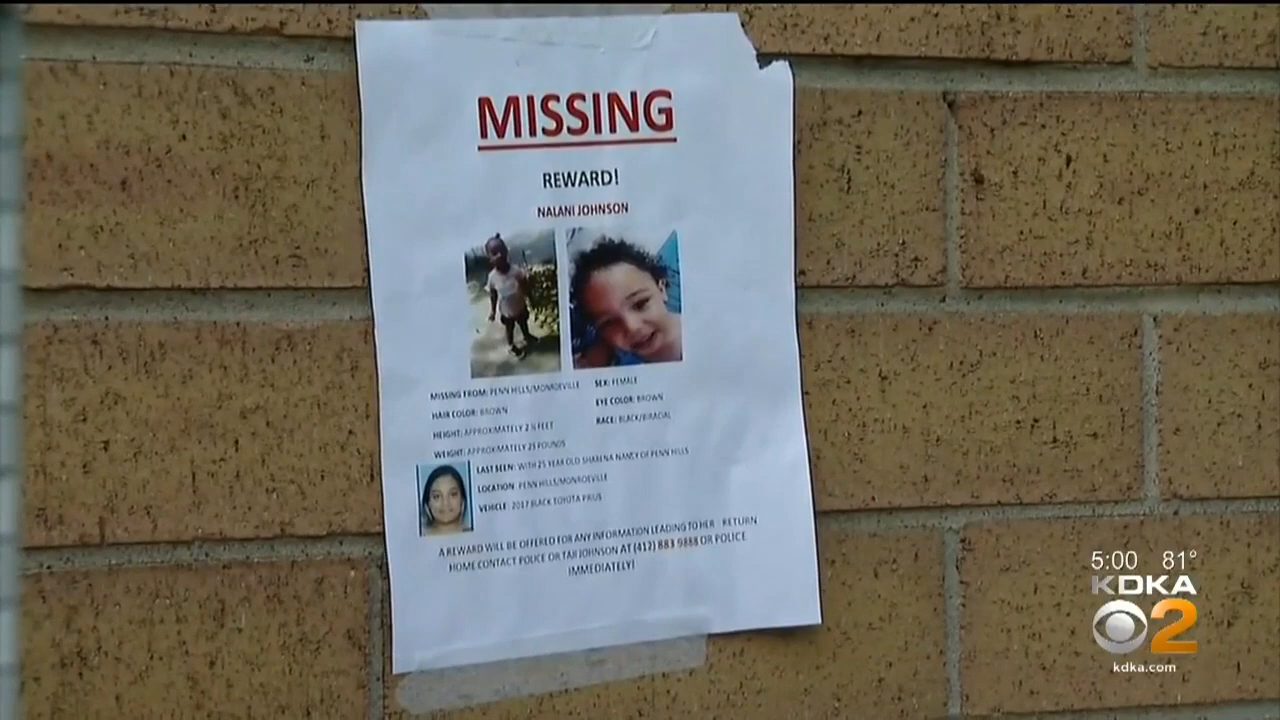 MISSING
REWARD!
NALANI JOHNSON
MISSING FROM: PENN HILLS/MONROEVILLE
HAIR COLOR: BROWN
HEIGHT: APPROXIMATELY 2 ½ FEET
WEIGHT: APPROXIMATELY 25 POUNDS
SEX: FEMALE
EYE COLOR: BROWN
RACE: BLACK/BIRACIAL
LAST SEEN: WITH 25 YEAR OLD SHARENA NANCY OF PENN HILLS
LOCATION: PENN HILLS/MONROEVILLE
VEHICLE: 2017 BLACK TOYOTA PRIUS
A REWARD WILL BE OFFERED FOR ANY INFORMATION LEADING TO HER RETURN
HOME CONTACT POLICE OR JOHNSON AT (412) 883 9888 OR POLICE
IMMEDIATELY!
5:00 81°
KDKA
2
kdka.com